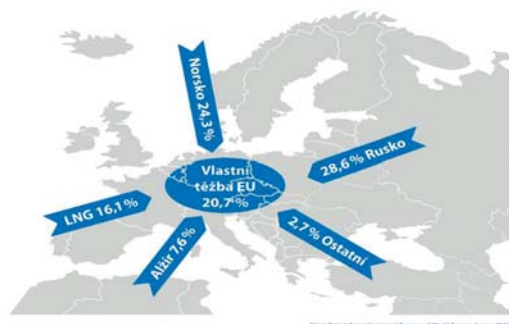 Norsko 24,3 %
28,6 % Rusko
Vlastní
těžba EU
20,7 %
LNG 16,1 %
Alžír 7,6 %
2,7 % Ostatní